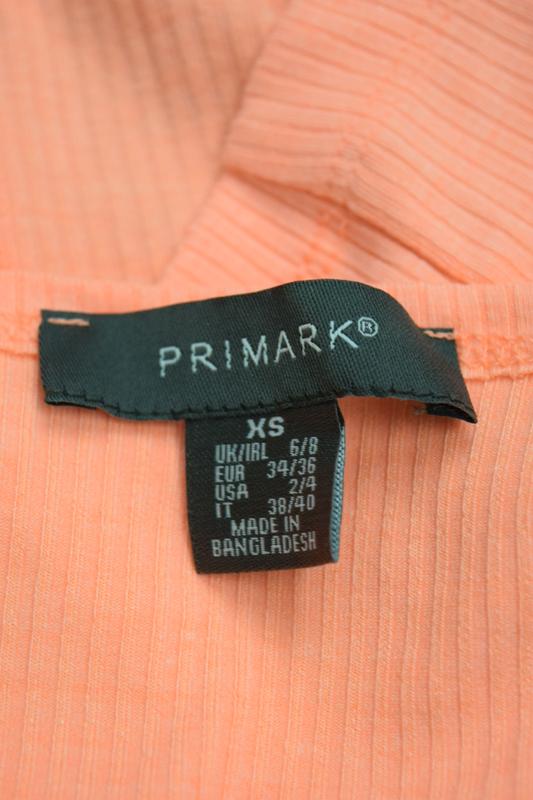 PRIMARK®
XS
UK/IRL 6/8
EUR 34/36
USA 2/4
IT 38/40
MADE IN
BANGLADESH